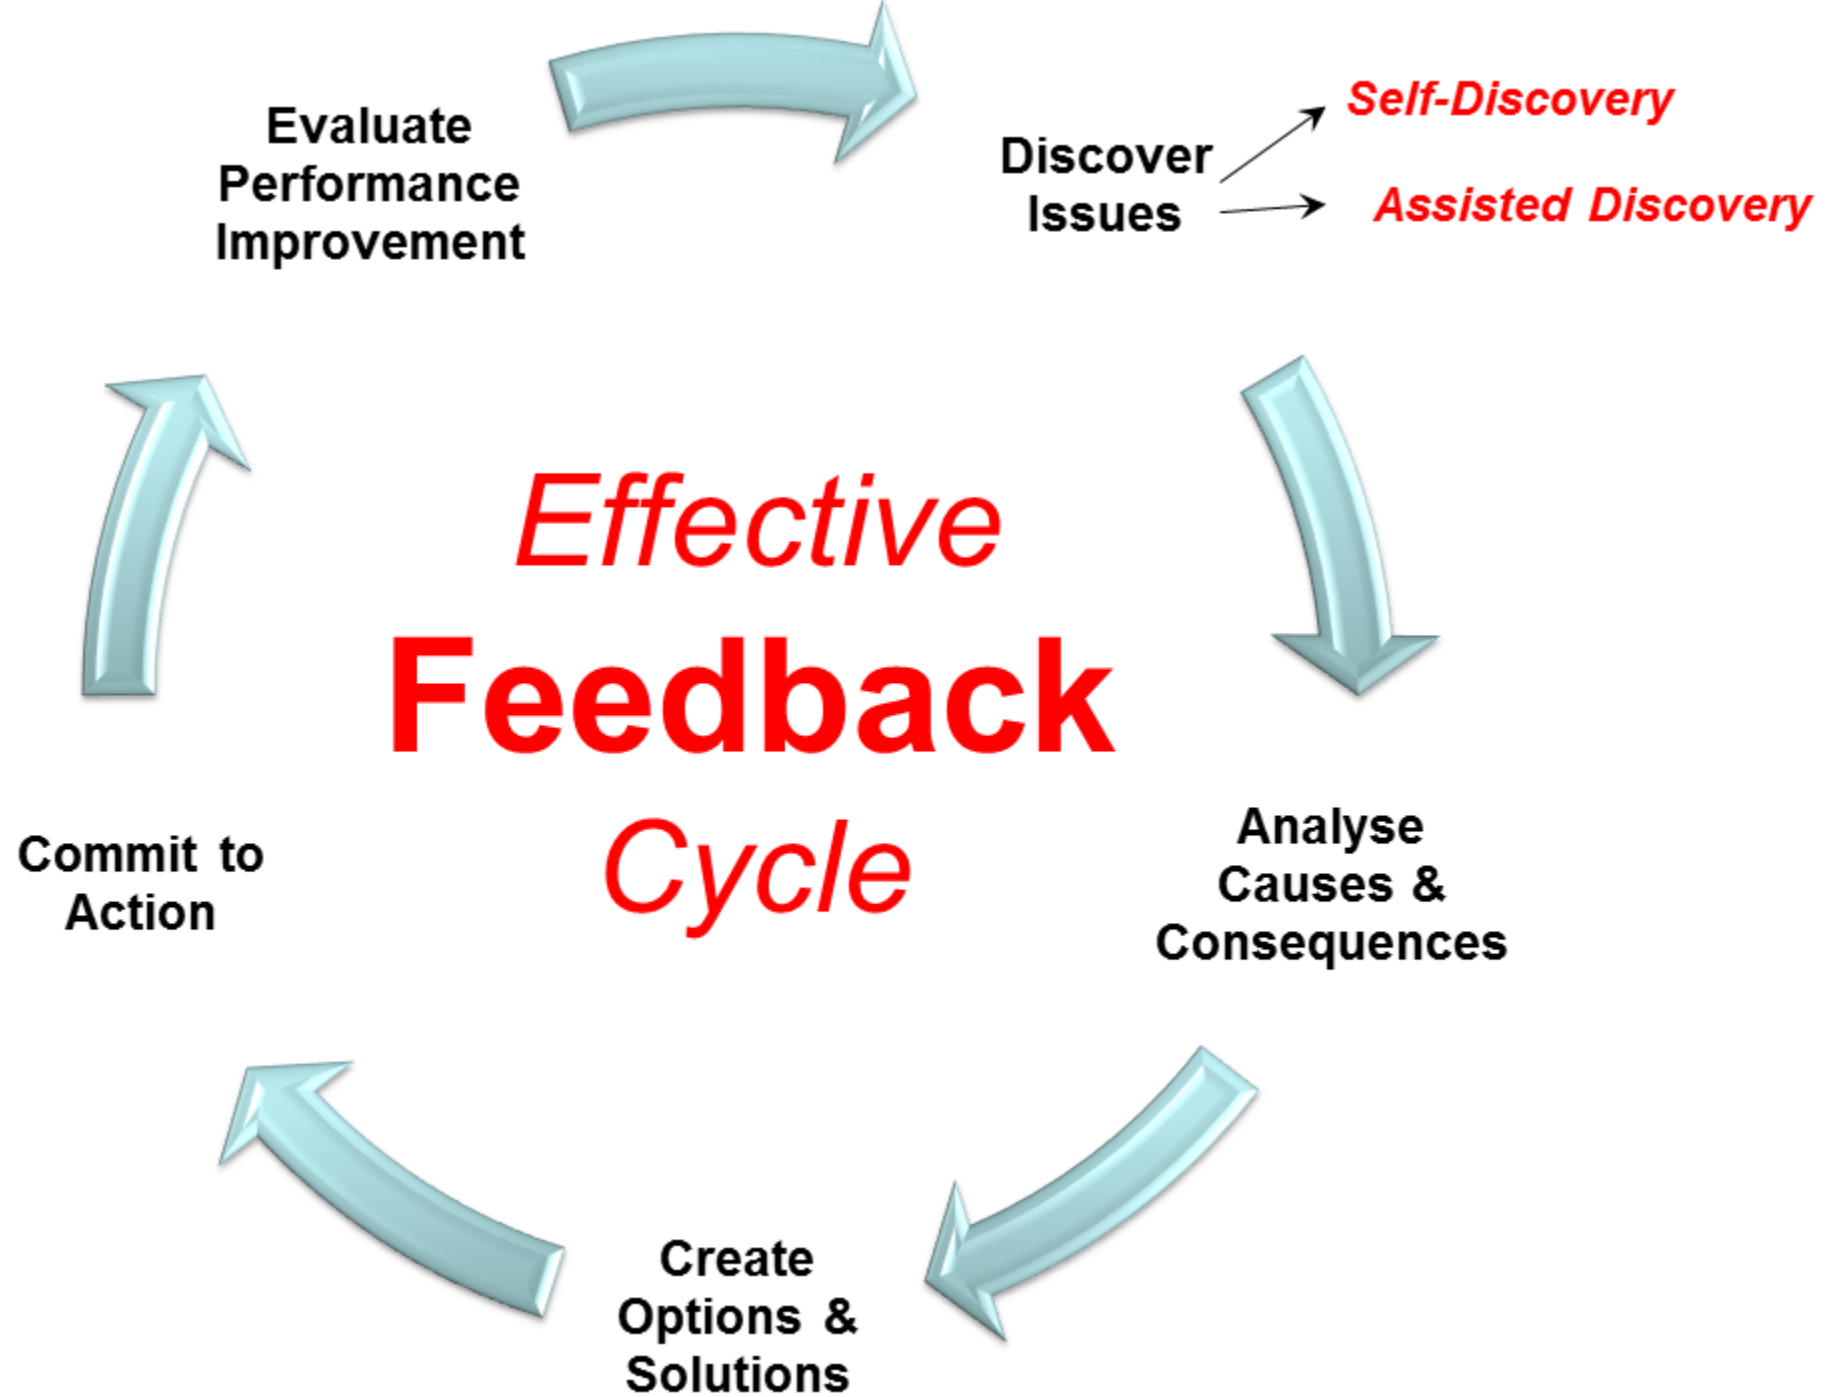 Evaluate
Performance
Improvement
Discover
Issues
Self-Discovery
Assisted Discovery
Effective
Feedback
Cycle
Analyse
Causes &
Consequences
Create
Options &
Solutions
Commit to
Action